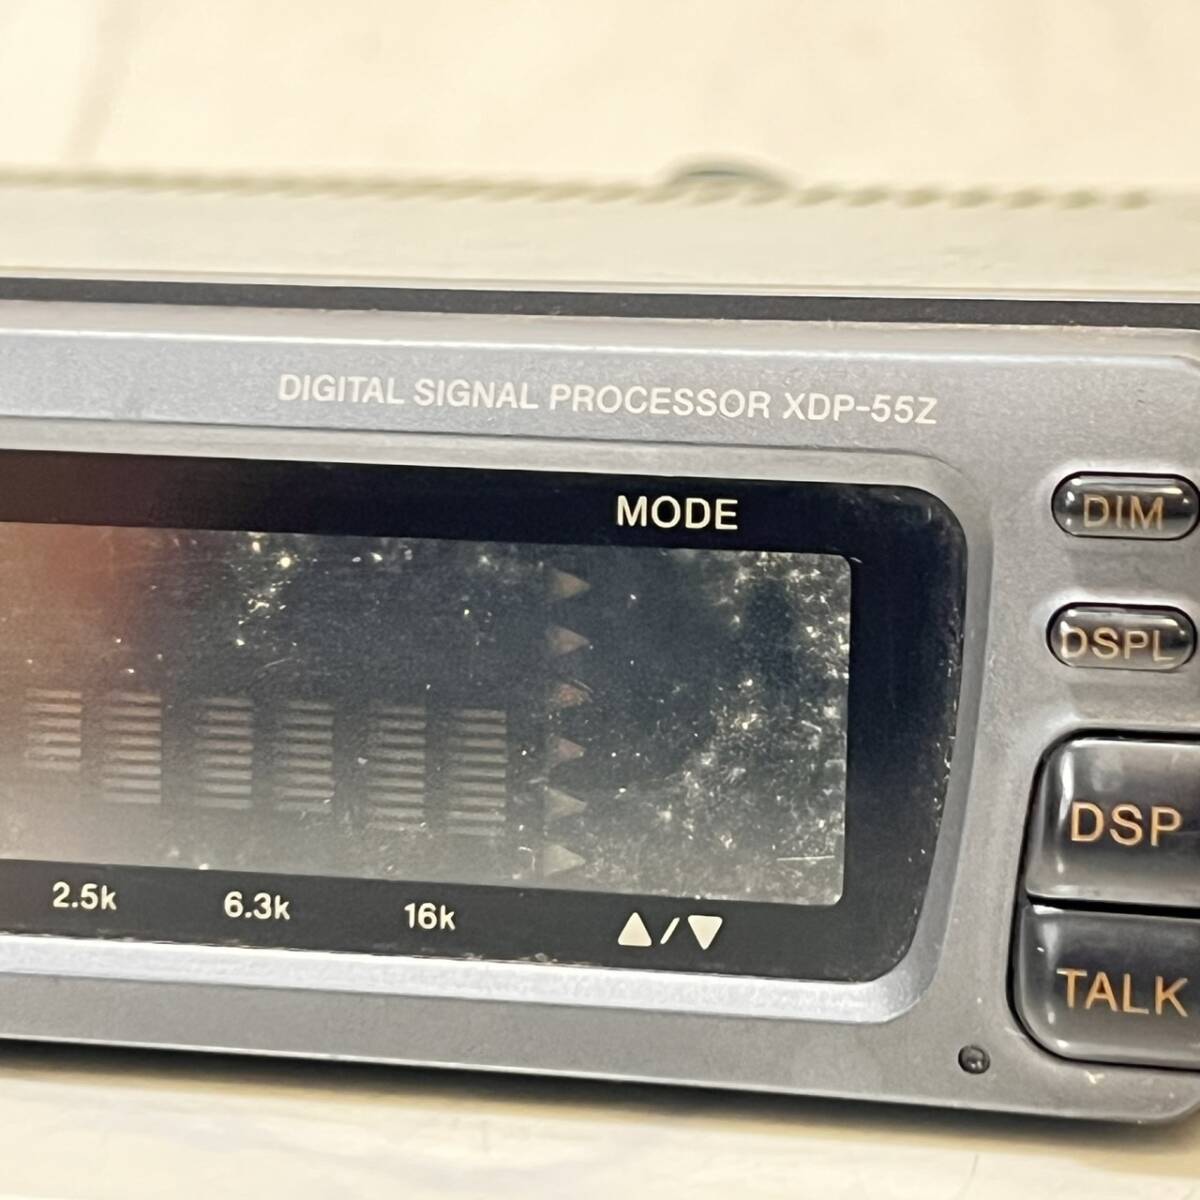 DIGITAL SIGNAL PROCESSOR XDP-55Z
MODE
DIM
DSPL
DSP
TALK
2.5k 6.3k 16k ▲/▼